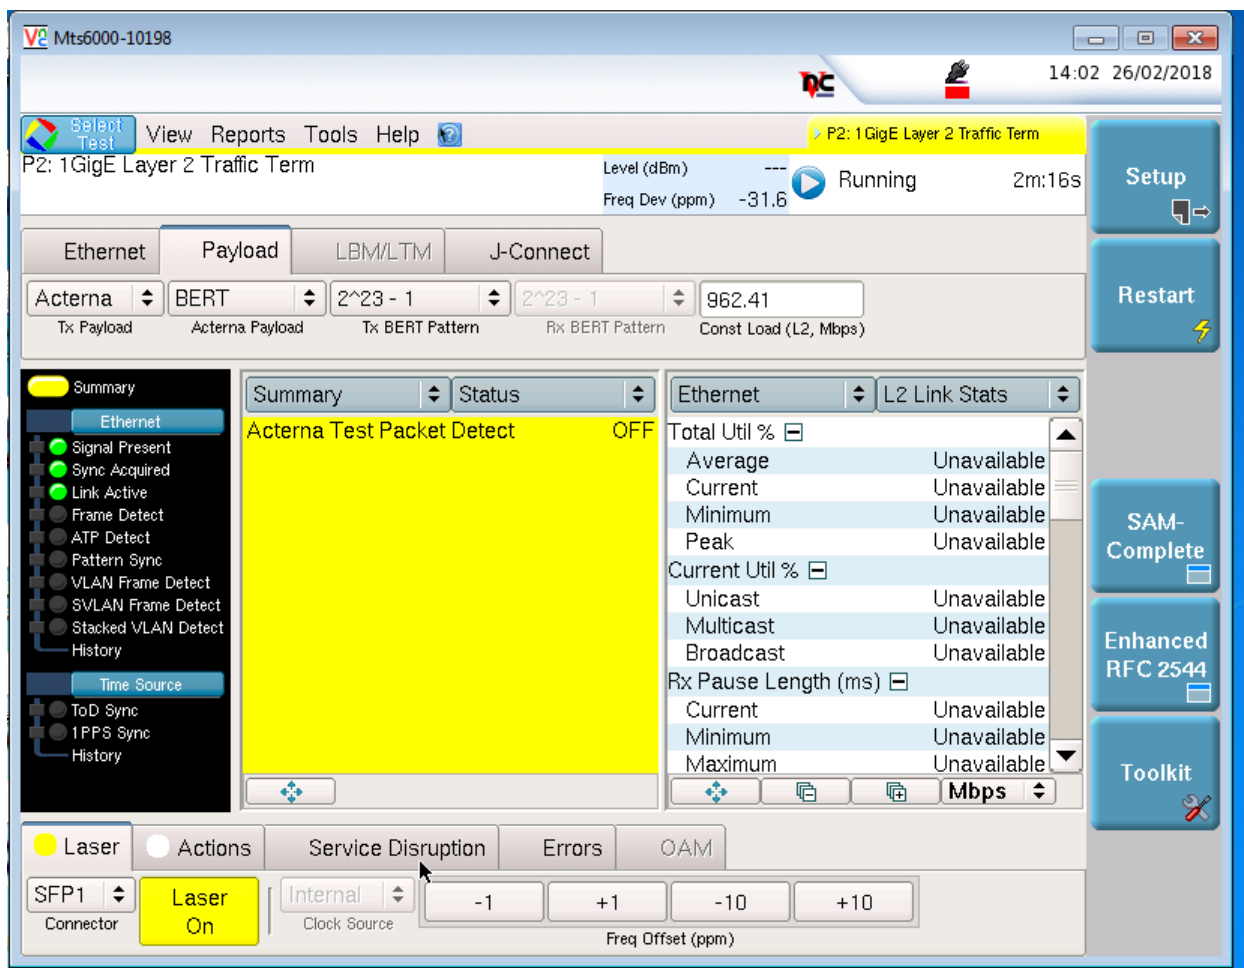 Mts6000-10198
14:02 26/02/2018
Select Test View Reports Tools Help
P2: 1GigE Layer 2 Traffic Term
P2: 1GigE Layer 2 Traffic Term
Level (dBm) ---
Freq Dev (ppm) -31.6
Running 2m:16s
Setup
Restart
SAM-Complete
Enhanced RFC 2544
Toolkit
Ethernet Payload LBM/LTM J-Connect
Acterna BERT 2^23 - 1 2^23 - 1 962.41
Tx Payload Acterna Payload Tx BERT Pattern Rx BERT Pattern Const Load (L2, Mbps)
Summary
Ethernet
Signal Present
Sync Acquired
Link Active
Frame Detect
ATP Detect
Pattern Sync
VLAN Frame Detect
SVLAN Frame Detect
Stacked VLAN Detect
History
Time Source
ToD Sync
1PPS Sync
History
Summary Status
Acterna Test Packet Detect OFF
Ethernet L2 Link Stats
Total Util %
Average Unavailable
Current Unavailable
Minimum Unavailable
Peak Unavailable
Current Util %
Unicast Unavailable
Multicast Unavailable
Broadcast Unavailable
Rx Pause Length (ms)
Current Unavailable
Minimum Unavailable
Maximum Unavailable
Mbps
Laser Actions Service Disruption Errors OAM
SFP1 Laser On Internal -1 +1 -10 +10
Connector Clock Source
Freq Offset (ppm)